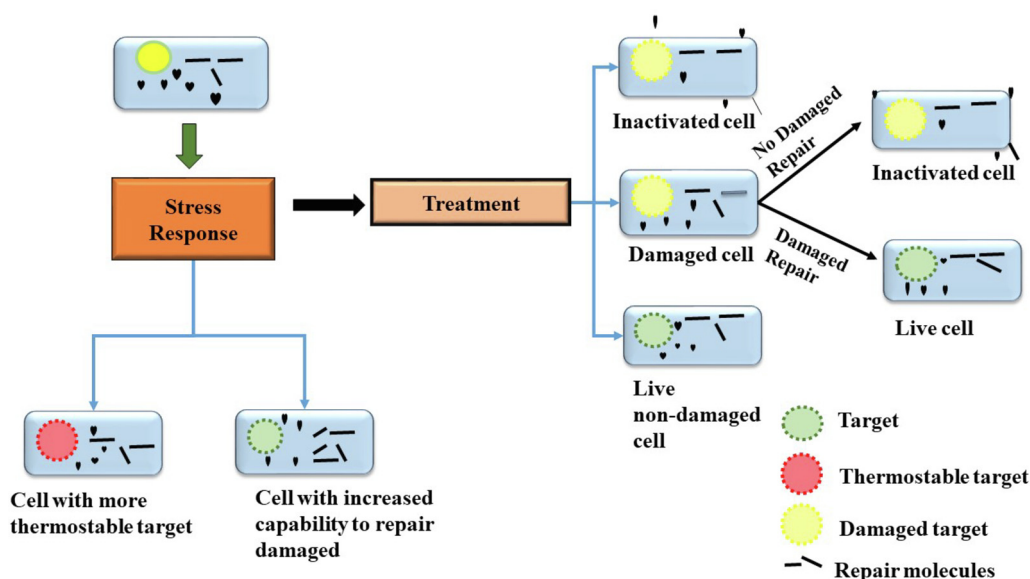 Stress
Response
Treatment
Inactivated cell
Damaged cell
Live
non-damaged
cell
No Damaged
Repair
Damaged
Repair
Inactivated cell
Live cell
Cell with more
thermostable target
Cell with increased
capability to repair
damaged
Target
Thermostable target
Damaged target
Repair molecules